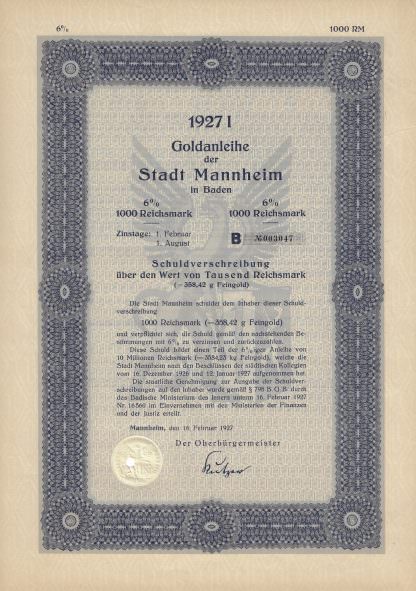 6%
1000 RM
1927 I
Goldanleihe
der
Stadt Mannheim
in Baden
6% 6%
1000 Reichsmark 1000 Reichsmark
Zinstage: 1. Februar
1. August
B №003047
Schuldverschreibung
über den Wert von Tausend Reichsmark
(=358,42 g Feingold)
Die Stadt Mannheim schuldet dem Inhaber dieser Schuld-
verschreibung
1000 Reichsmark (=358,42 g Feingold)
und verpflichtet sich, die Schuld gemäß den nachstehenden Be-
stimmungen mit 6% zu verzinsen und zurückzuzahlen.
Diese Schuld bildet einen Teil der 6%igen Anleihe von
10 Millionen Reichsmark (=3584,23 kg Feingold), welche die
Stadt Mannheim nach den Beschlüssen der städtischen Kollegien
vom 16. Dezember 1926 und 12. Januar 1927 aufgenommen hat.
Die staatliche Genehmigung zur Ausgabe der Schuldver-
schreibungen auf den Inhaber wurde gemäß § 795 B.G.B. durch
das Badische Ministerium des Innern unterm 16. Februar 1927
Nr. 16560 im Einvernehmen mit den Ministerien der Finanzen
und der Justiz erteilt.
Mannheim, den 16. Februar 1927
Der Oberbürgermeister
Kutzer